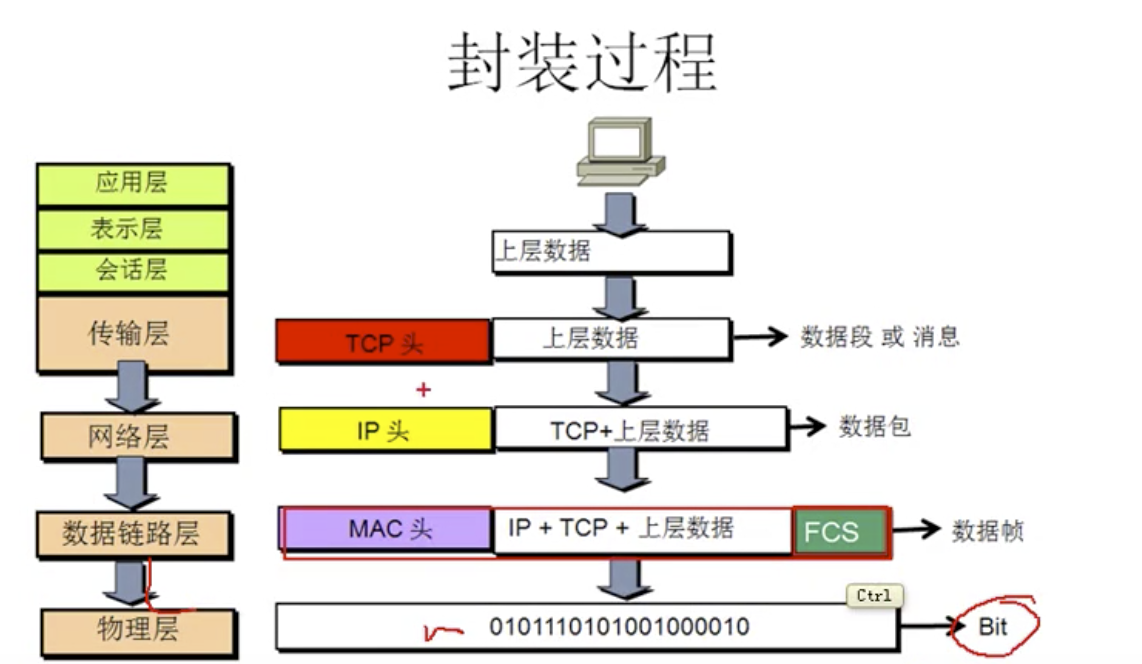 封装过程
应用层
表示层
会话层
传输层
网络层
数据链路层
物理层
上层数据
TCP 头 上层数据 数据段 或 消息
IP 头 TCP+上层数据 数据包
MAC 头 IP + TCP + 上层数据 FCS 数据帧
Ctrl
0101110101001000010 Bit